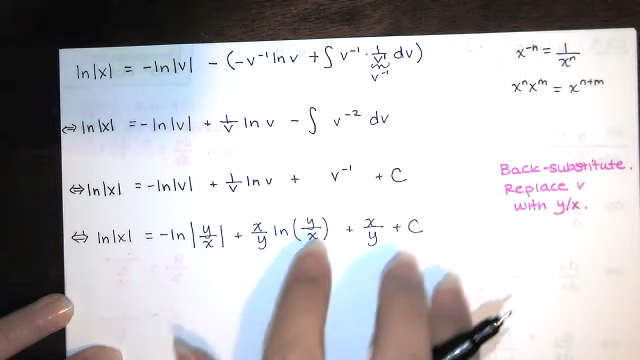 ln|x| = -ln|v| - (-v⁻¹ ln v + ∫ v⁻¹ · 1/v dv)
v⁻¹
x⁻ⁿ = 1/xⁿ
xⁿxᵐ = xⁿ⁺ᵐ
⇔ ln|x| = -ln|v| + 1/v ln v - ∫ v⁻² dv
⇔ ln|x| = -ln|v| + 1/v ln v + v⁻¹ + C
Back-substitute.
Replace v
with y/x.
⇔ ln|x| = -ln|y/x| + x/y ln(y/x) + x/y + C